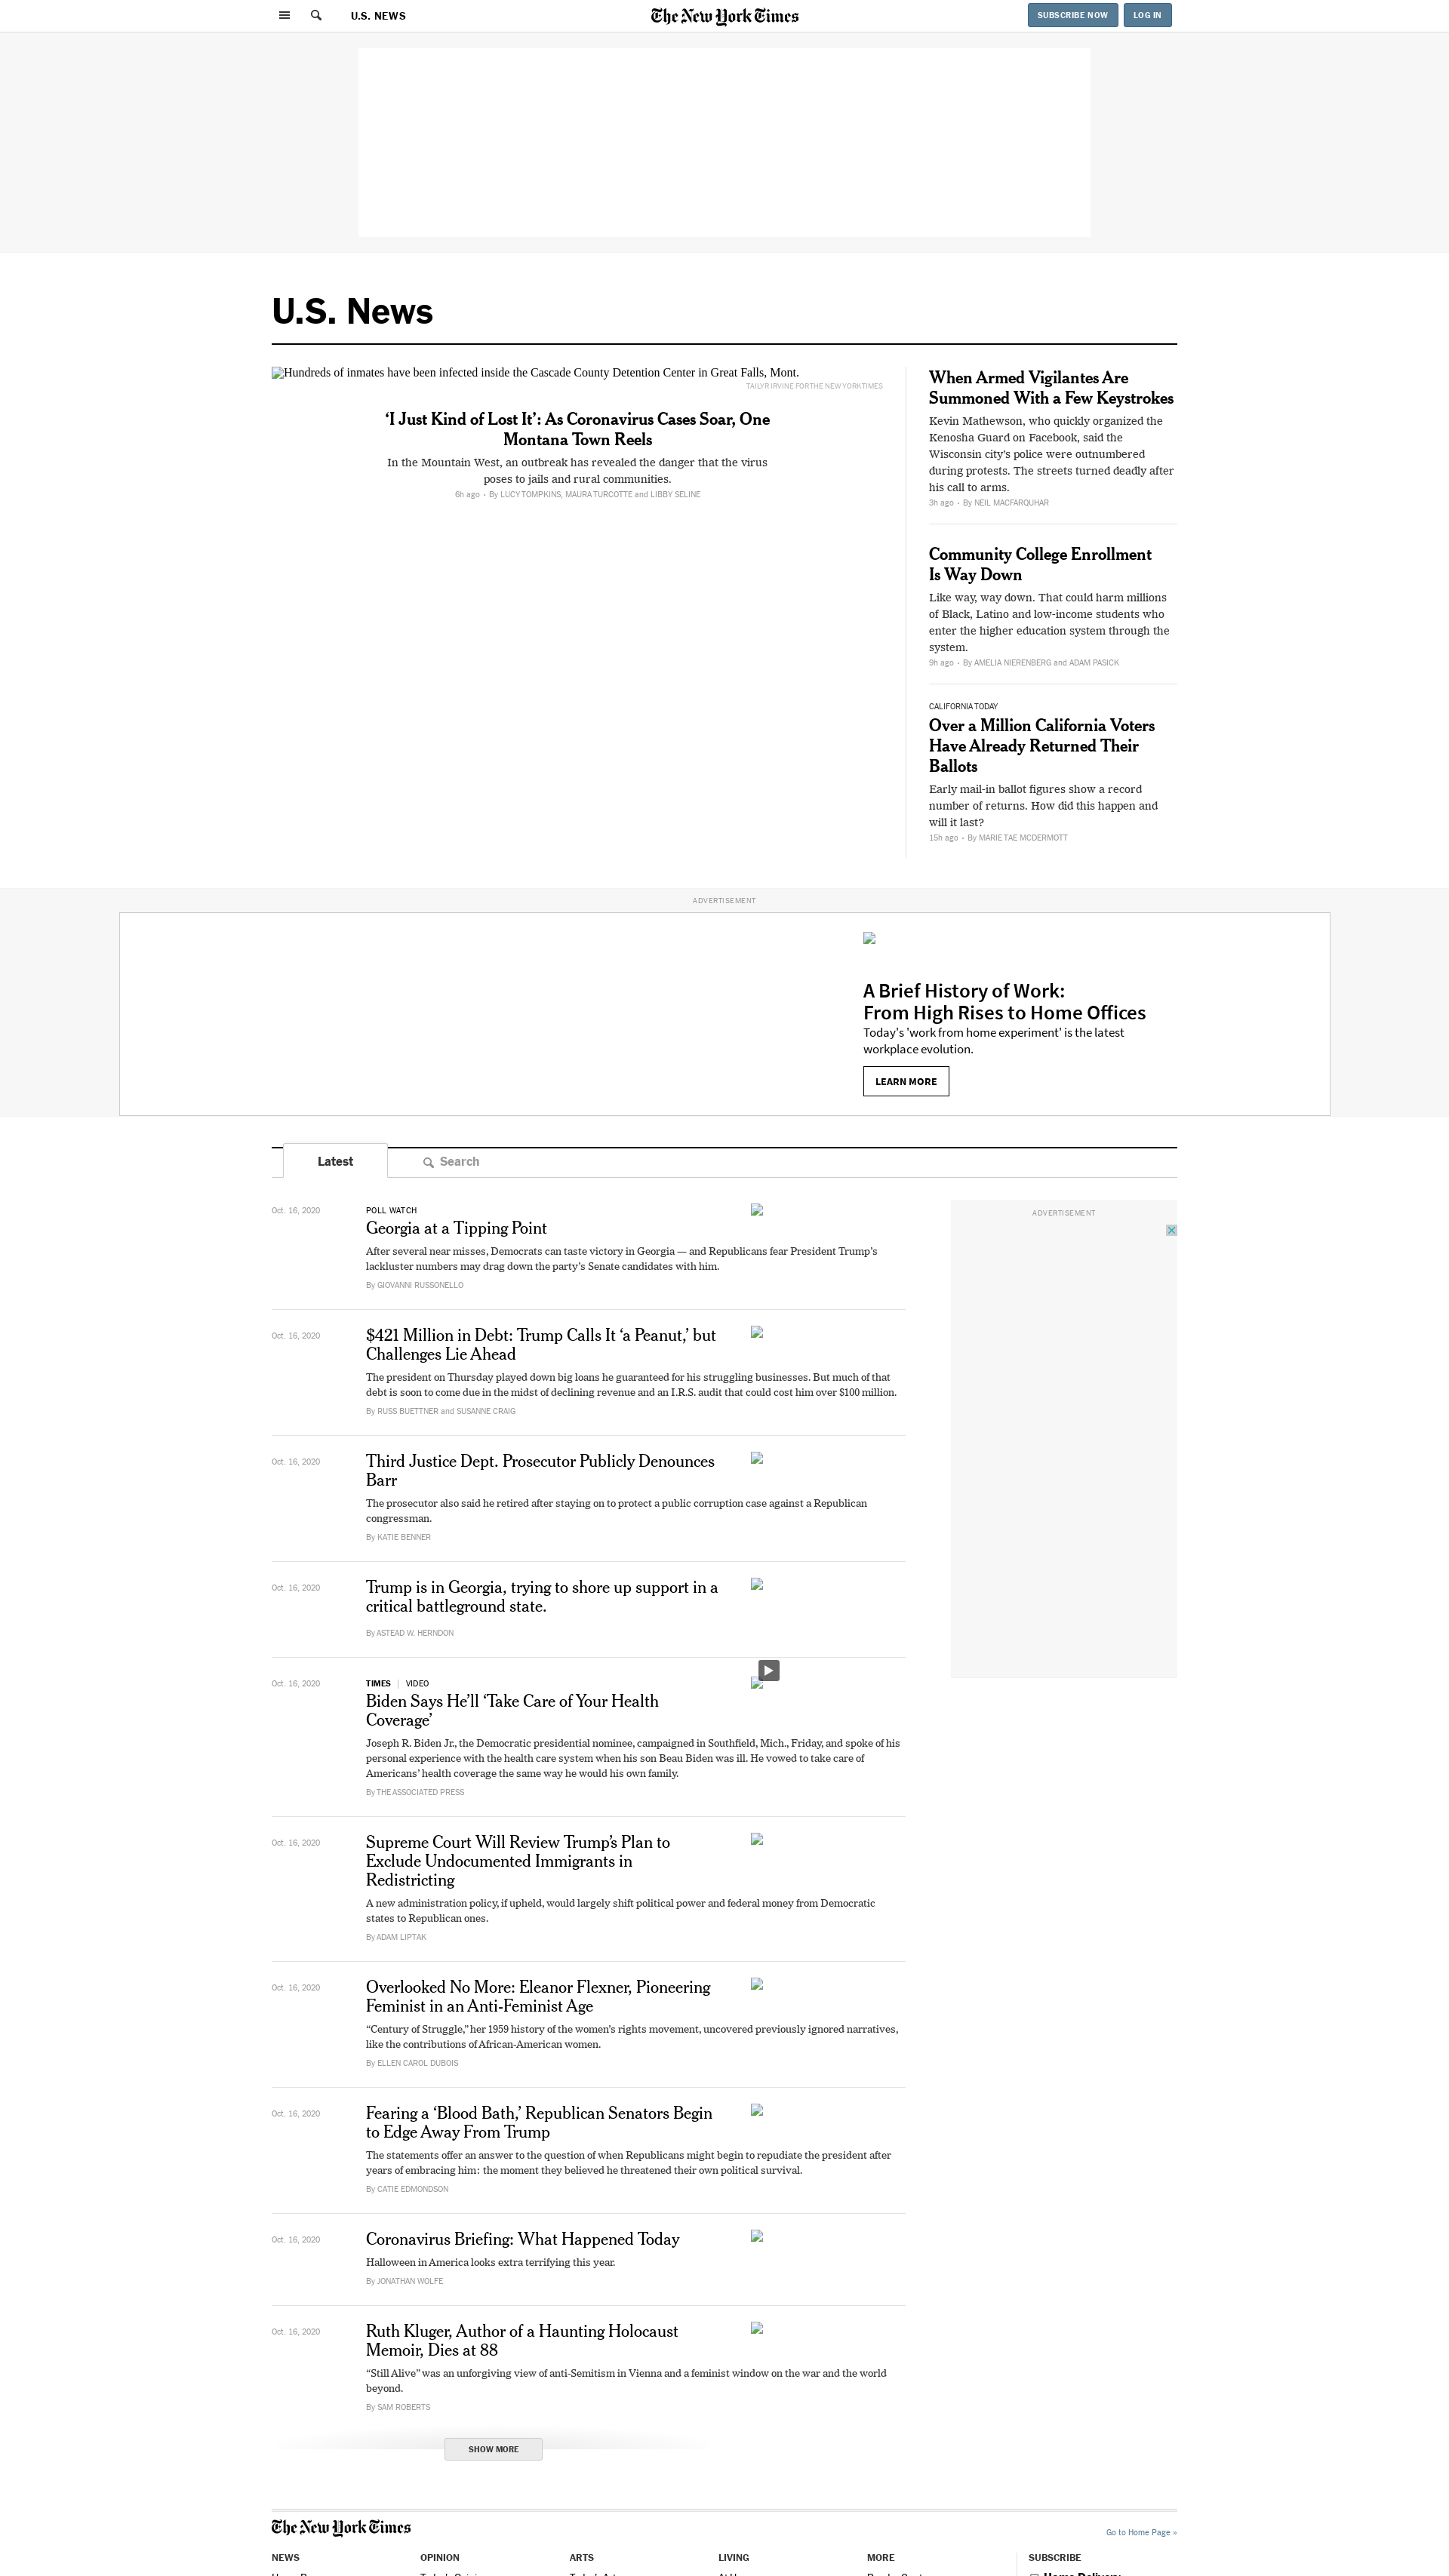 U.S. NEWS
The New York Times
SUBSCRIBE NOW
LOG IN
U.S. News
Hundreds of inmates have been infected inside the Cascade County Detention Center in Great Falls, Mont.
TAILYR IRVINE FOR THE NEW YORK TIMES
‘I Just Kind of Lost It’: As Coronavirus Cases Soar, One
Montana Town Reels
In the Mountain West, an outbreak has revealed the danger that the virus
poses to jails and rural communities.
6h ago • By LUCY TOMPKINS, MAURA TURCOTTE and LIBBY SELINE
When Armed Vigilantes Are
Summoned With a Few Keystrokes
Kevin Mathewson, who quickly organized the
Kenosha Guard on Facebook, said the
Wisconsin city’s police were outnumbered
during protests. The streets turned deadly after
his call to arms.
3h ago • By NEIL MACFARQUHAR
Community College Enrollment
Is Way Down
Like way, way down. That could harm millions
of Black, Latino and low-income students who
enter the higher education system through the
system.
9h ago • By AMELIA NIERENBERG and ADAM PASICK
CALIFORNIA TODAY
Over a Million California Voters
Have Already Returned Their
Ballots
Early mail-in ballot figures show a record
number of returns. How did this happen and
will it last?
15h ago • By MARIE TAE MCDERMOTT
ADVERTISEMENT
A Brief History of Work:
From High Rises to Home Offices
Today's 'work from home experiment' is the latest
workplace evolution.
LEARN MORE
Latest
Search
ADVERTISEMENT
Oct. 16, 2020
POLL WATCH
Georgia at a Tipping Point
After several near misses, Democrats can taste victory in Georgia — and Republicans fear President Trump’s
lackluster numbers may drag down the party’s Senate candidates with him.
By GIOVANNI RUSSONELLO
Oct. 16, 2020
$421 Million in Debt: Trump Calls It ‘a Peanut,’ but
Challenges Lie Ahead
The president on Thursday played down big loans he guaranteed for his struggling businesses. But much of that
debt is soon to come due in the midst of declining revenue and an I.R.S. audit that could cost him over $100 million.
By RUSS BUETTNER and SUSANNE CRAIG
Oct. 16, 2020
Third Justice Dept. Prosecutor Publicly Denounces
Barr
The prosecutor also said he retired after staying on to protect a public corruption case against a Republican
congressman.
By KATIE BENNER
Oct. 16, 2020
Trump is in Georgia, trying to shore up support in a
critical battleground state.
By ASTEAD W. HERNDON
Oct. 16, 2020
TIMES | VIDEO
Biden Says He’ll ‘Take Care of Your Health
Coverage’
Joseph R. Biden Jr., the Democratic presidential nominee, campaigned in Southfield, Mich., Friday, and spoke of his
personal experience with the health care system when his son Beau Biden was ill. He vowed to take care of
Americans’ health coverage the same way he would his own family.
By THE ASSOCIATED PRESS
Oct. 16, 2020
Supreme Court Will Review Trump’s Plan to
Exclude Undocumented Immigrants in
Redistricting
A new administration policy, if upheld, would largely shift political power and federal money from Democratic
states to Republican ones.
By ADAM LIPTAK
Oct. 16, 2020
Overlooked No More: Eleanor Flexner, Pioneering
Feminist in an Anti-Feminist Age
“Century of Struggle,” her 1959 history of the women’s rights movement, uncovered previously ignored narratives,
like the contributions of African-American women.
By ELLEN CAROL DUBOIS
Oct. 16, 2020
Fearing a ‘Blood Bath,’ Republican Senators Begin
to Edge Away From Trump
The statements offer an answer to the question of when Republicans might begin to repudiate the president after
years of embracing him: the moment they believed he threatened their own political survival.
By CATIE EDMONDSON
Oct. 16, 2020
Coronavirus Briefing: What Happened Today
Halloween in America looks extra terrifying this year.
By JONATHAN WOLFE
Oct. 16, 2020
Ruth Kluger, Author of a Haunting Holocaust
Memoir, Dies at 88
“Still Alive” was an unforgiving view of anti-Semitism in Vienna and a feminist window on the war and the world
beyond.
By SAM ROBERTS
SHOW MORE
The New York Times
Go to Home Page »
NEWS
OPINION
ARTS
LIVING
MORE
SUBSCRIBE